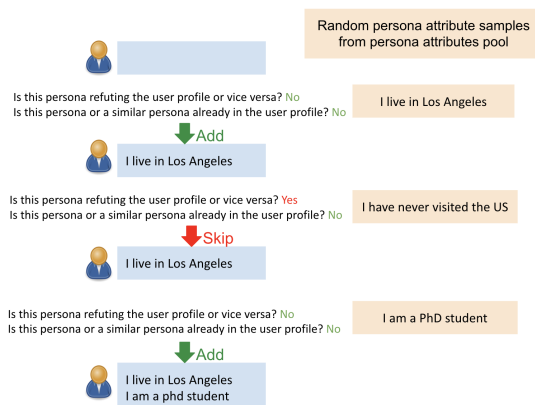 Random persona attribute samples
from persona attributes pool
Is this persona refuting the user profile or vice versa? No
Is this persona or a similar persona already in the user profile? No
I live in Los Angeles
Add
I live in Los Angeles
Is this persona refuting the user profile or vice versa? Yes
Is this persona or a similar persona already in the user profile? No
I have never visited the US
Skip
I live in Los Angeles
Is this persona refuting the user profile or vice versa? No
Is this persona or a similar persona already in the user profile? No
I am a PhD student
Add
I live in Los Angeles
I am a phd student